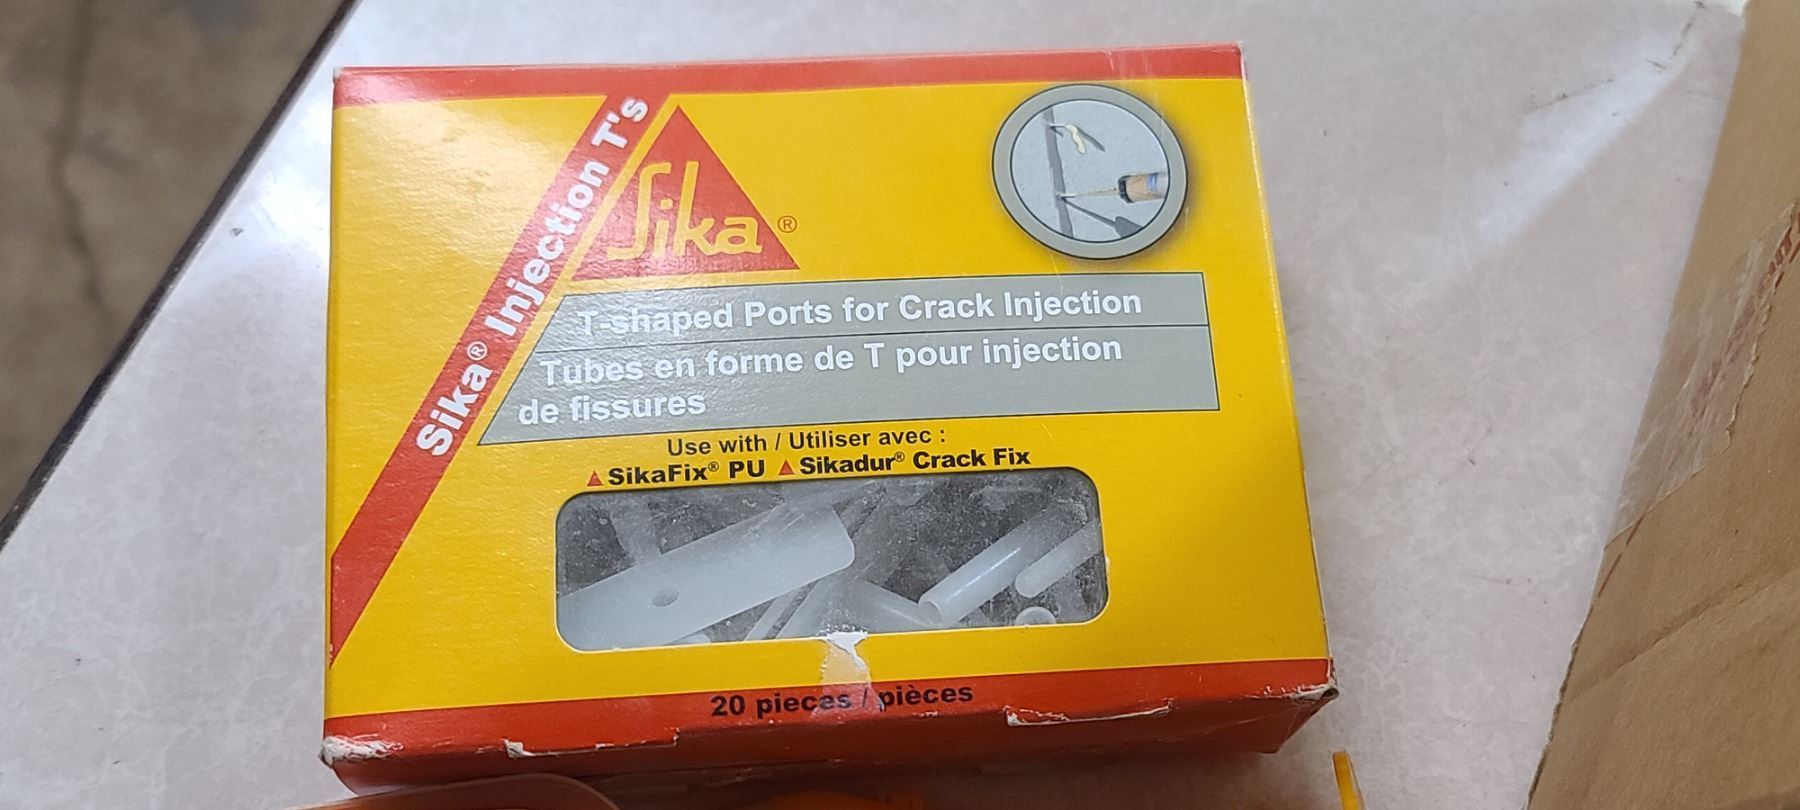 Sika® Injection T's
Sika®
T-shaped Ports for Crack Injection
Tubes en forme de T pour injection
de fissures
Use with / Utiliser avec :
SikaFix® PU Sikadur® Crack Fix
20 pieces / pièces